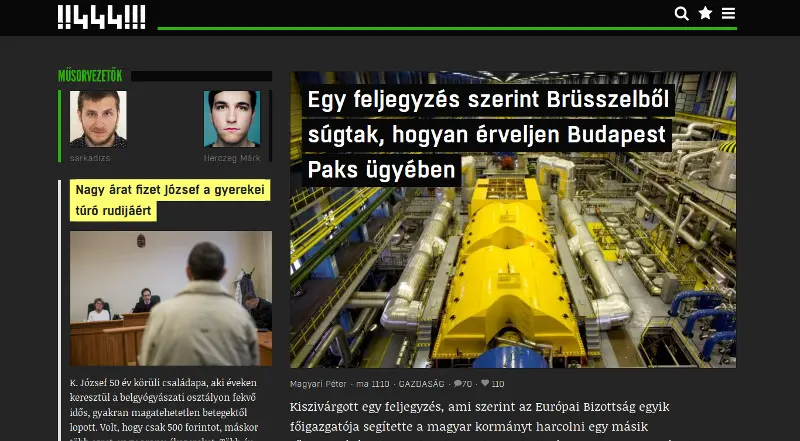 !!444!!!
MŰSORVEZETŐK
sarkadizs
Herczeg Márk
Nagy árat fizet József a gyerekei
túró rudijáért
K. József 50 év körüli családapa, aki éveken
keresztül a belgyógyászati osztályon fekvő
idős, gyakran magatehetetlen betegektől
lopott. Volt, hogy csak 500 forintot, máskor
Egy feljegyzés szerint Brüsszelből
súgtak, hogyan érveljen Budapest
Paks ügyében
Magyari Péter · ma 11:10 · GAZDASÁG · 70 · 110
Kiszivárgott egy feljegyzés, ami szerint az Európai Bizottság egyik
főigazgatója segítette a magyar kormányt harcolni egy másik